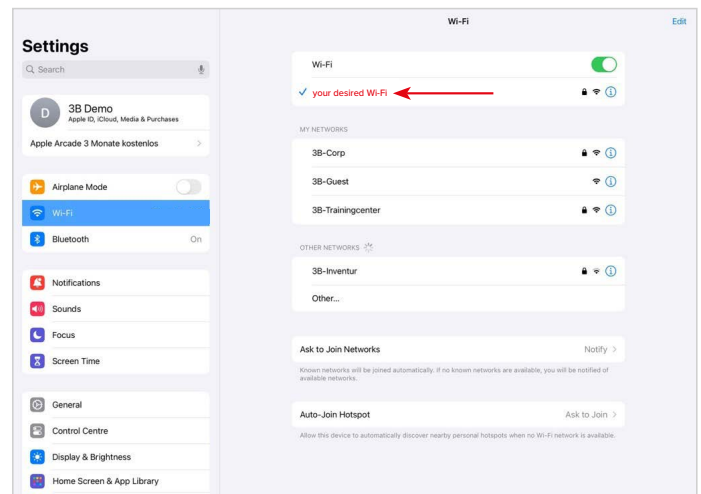 Settings
Search
D
3B Demo
Apple ID, iCloud, Media & Purchases
Apple Arcade 3 Monate kostenlos
Airplane Mode
Wi-Fi
Bluetooth On
Notifications
Sounds
Focus
Screen Time
General
Control Centre
Display & Brightness
Home Screen & App Library
Wi-Fi
Edit
Wi-Fi
your desired Wi-Fi
MY NETWORKS
3B-Corp
3B-Guest
3B-Trainingcenter
OTHER NETWORKS
3B-Inventur
Other...
Ask to Join Networks Notify
Known networks will be joined automatically. If no known networks are available, you will be notified of
available networks.
Auto-Join Hotspot Ask to Join
Allow this device to automatically discover nearby personal hotspots when no Wi-Fi network is available.